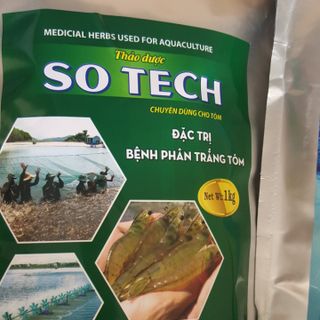 MEDICIAL HERBS USED FOR AQUACULTURE
Thảo dược
SO TECH
CHUYÊN DÙNG CHO TÔM
ĐẶC TRỊ
BỆNH PHÂN TRẮNG TÔM
Net Wt: 1kg